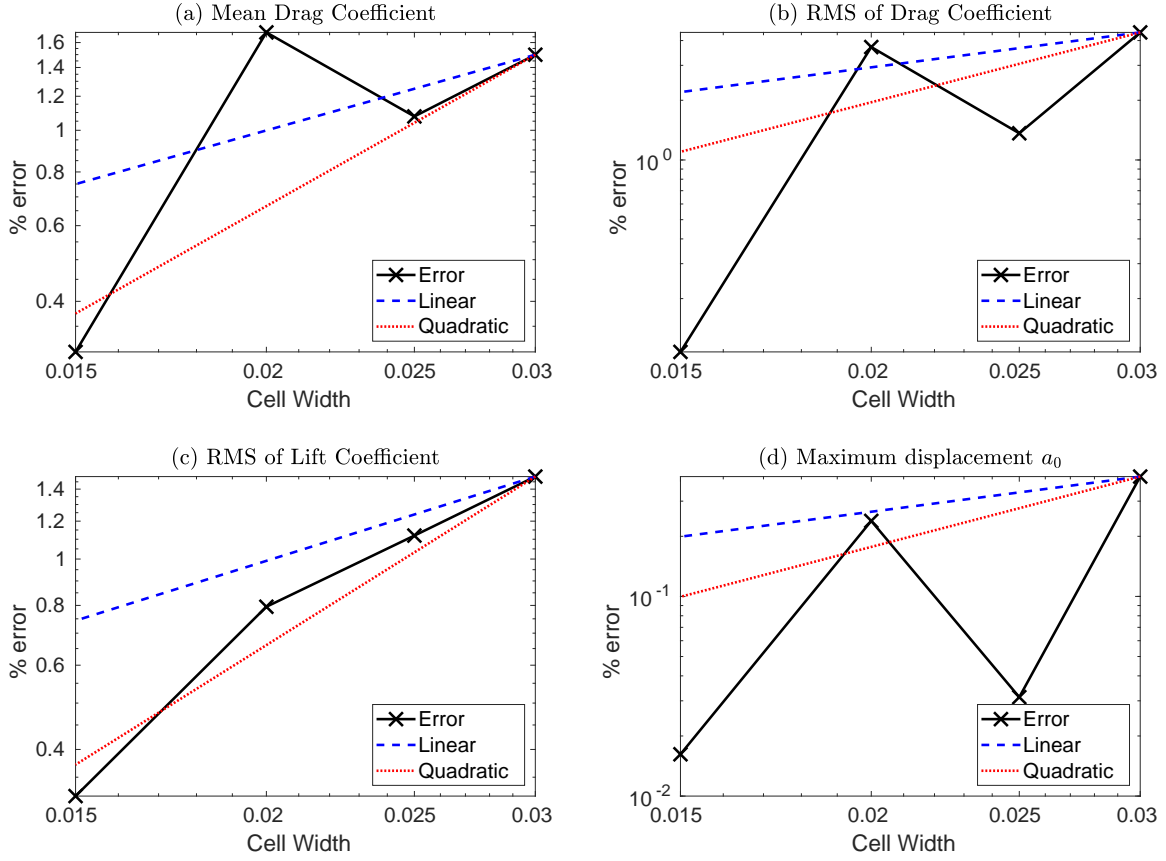 (a) Mean Drag Coefficient
1.6
1.4
1.2
1
0.8
0.6
0.4
% error
0.015
0.02
0.025
0.03
Cell Width
Error
Linear
Quadratic
(b) RMS of Drag Coefficient
10^0
% error
0.015
0.02
0.025
0.03
Cell Width
Error
Linear
Quadratic
(c) RMS of Lift Coefficient
1.4
1.2
1
0.8
0.6
0.4
% error
0.015
0.02
0.025
0.03
Cell Width
Error
Linear
Quadratic
(d) Maximum displacement a_0
10^-1
10^-2
% error
0.015
0.02
0.025
0.03
Cell Width
Error
Linear
Quadratic